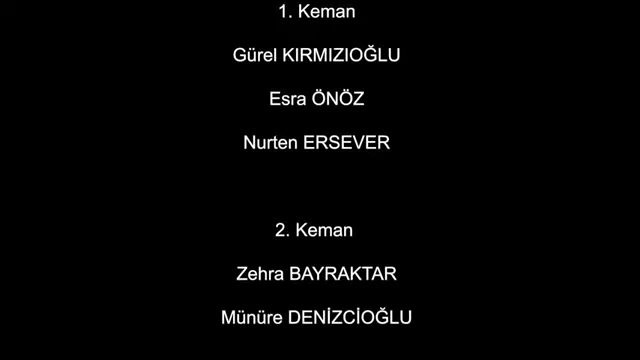 1. Keman
Gürel KIRMIZIOĞLU
Esra ÖNÖZ
Nurten ERSEVER
2. Keman
Zehra BAYRAKTAR
Münüre DENİZCİOĞLU